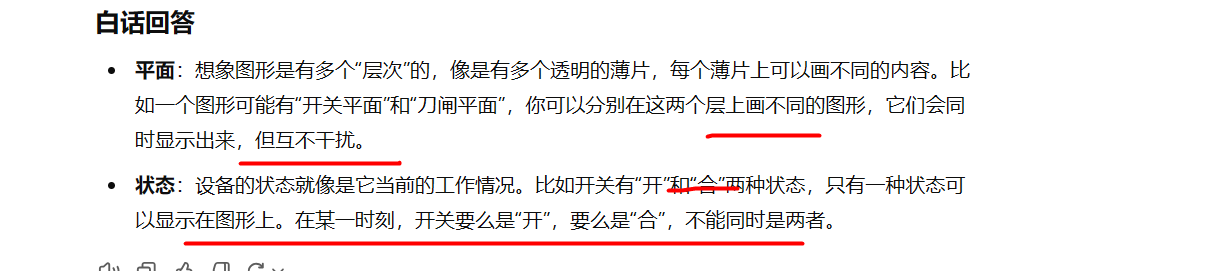 白话回答
平面：想象图形是有多个“层次”的，像是有多个透明的薄片，每个薄片上可以画不同的内容。比
如一个图形可能有“开关平面”和“刀闸平面”，你可以分别在这两个层上画不同的图形，它们会同
时显示出来，但互不干扰。
状态：设备的状态就像是它当前的工作情况。比如开关有“开”和“合”两种状态，只有一种状态可
以显示在图形上。在某一时刻，开关要么是“开”，要么是“合”，不能同时是两者。